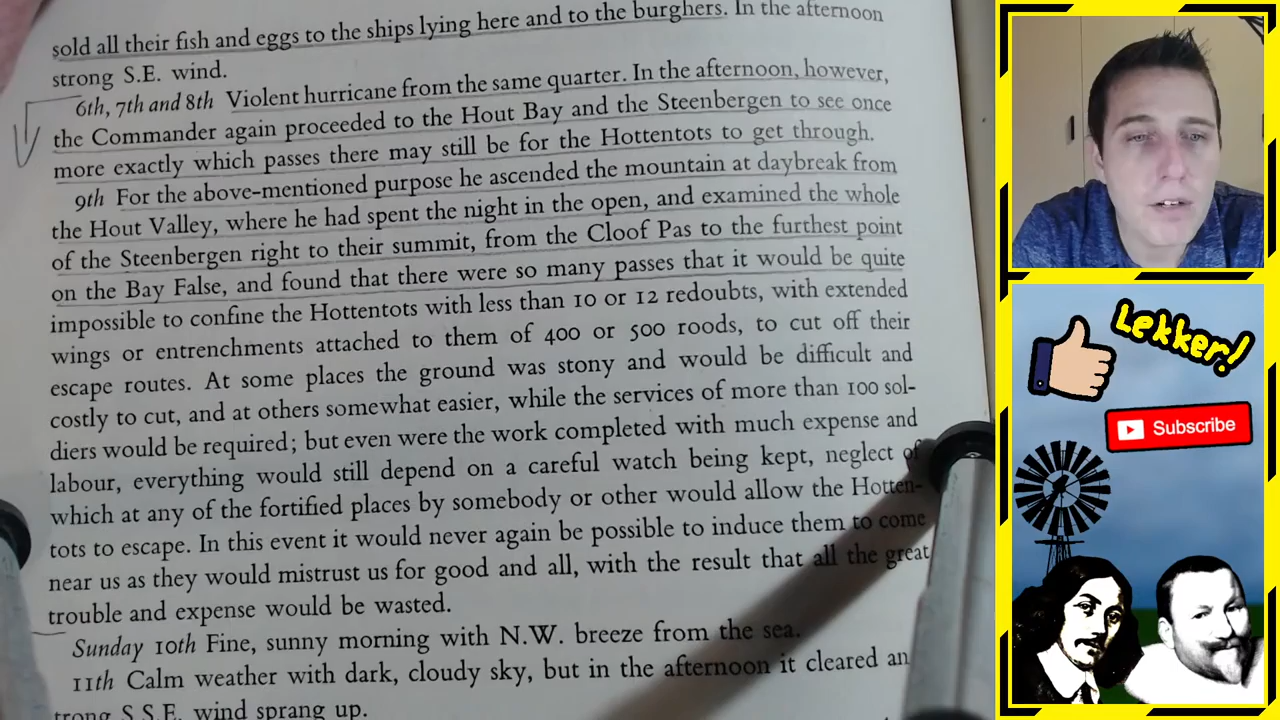 sold all their fish and eggs to the ships lying here and to the burghers. In the afternoon
strong S.E. wind.
6th, 7th and 8th Violent hurricane from the same quarter. In the afternoon, however,
the Commander again proceeded to the Hout Bay and the Steenbergen to see once
more exactly which passes there may still be for the Hottentots to get through.
9th For the above-mentioned purpose he ascended the mountain at daybreak from
the Hout Valley, where he had spent the night in the open, and examined the whole
of the Steenbergen right to their summit, from the Cloof Pas to the furthest point
on the Bay False, and found that there were so many passes that it would be quite
impossible to confine the Hottentots with less than 10 or 12 redoubts, with extended
wings or entrenchments attached to them of 400 or 500 roods, to cut off their
escape routes. At some places the ground was stony and would be difficult and
costly to cut, and at others somewhat easier, while the services of more than 100 sol-
diers would be required; but even were the work completed with much expense and
labour, everything would still depend on a careful watch being kept, neglect of
which at any of the fortified places by somebody or other would allow the Hotten-
tots to escape. In this event it would never again be possible to induce them to come
near us as they would mistrust us for good and all, with the result that all the great
trouble and expense would be wasted.
Sunday 10th Fine, sunny morning with N.W. breeze from the sea.
11th Calm weather with dark, cloudy sky, but in the afternoon it cleared an
trong S.S.E. wind sprang up.
Lekker!
Subscribe